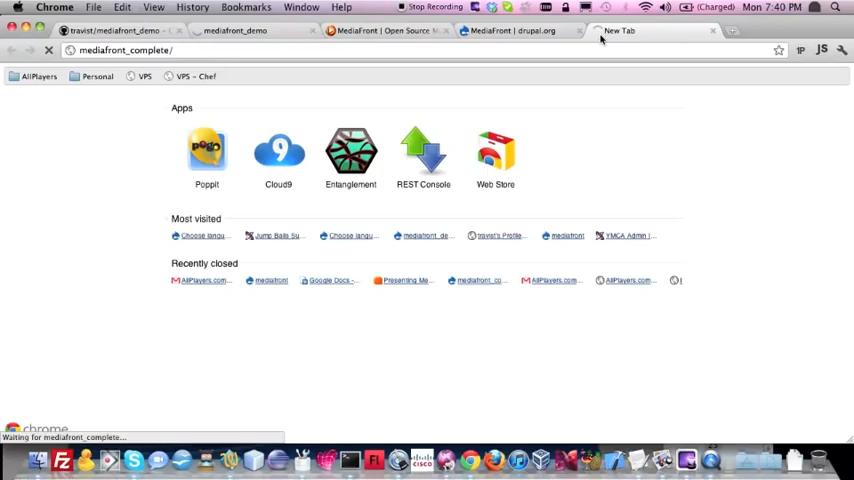 Chrome File Edit View History Bookmarks Window Help Stop Recording (Charged) Mon 7:40 PM
travist/mediafront_demo - mediafront_demo MediaFront | Open Source M MediaFront | drupal.org New Tab
mediafront_complete/
AllPlayers Personal VPS VPS - Chef
Apps
pogo 9
Poppit Cloud9 Entanglement REST Console Web Store
Most visited
Choose langu... Jump Balls Su... Choose langu... mediafront_de... travist's Profile... mediafront YMCA Admin |...
Recently closed
AllPlayers.com... mediafront Google Docs -... Presenting Me... mediafront_co... AllPlayers.com... AllPlayers.com...
chrome
Waiting for mediafront_complete...
CISCO